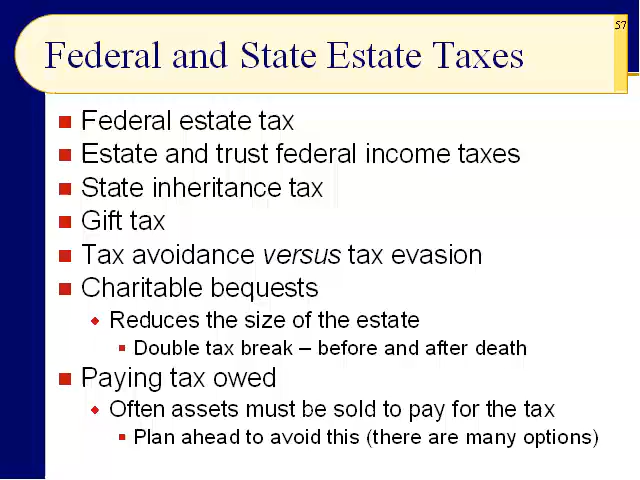 57
Federal and State Estate Taxes
Federal estate tax
Estate and trust federal income taxes
State inheritance tax
Gift tax
Tax avoidance versus tax evasion
Charitable bequests
Reduces the size of the estate
Double tax break – before and after death
Paying tax owed
Often assets must be sold to pay for the tax
Plan ahead to avoid this (there are many options)